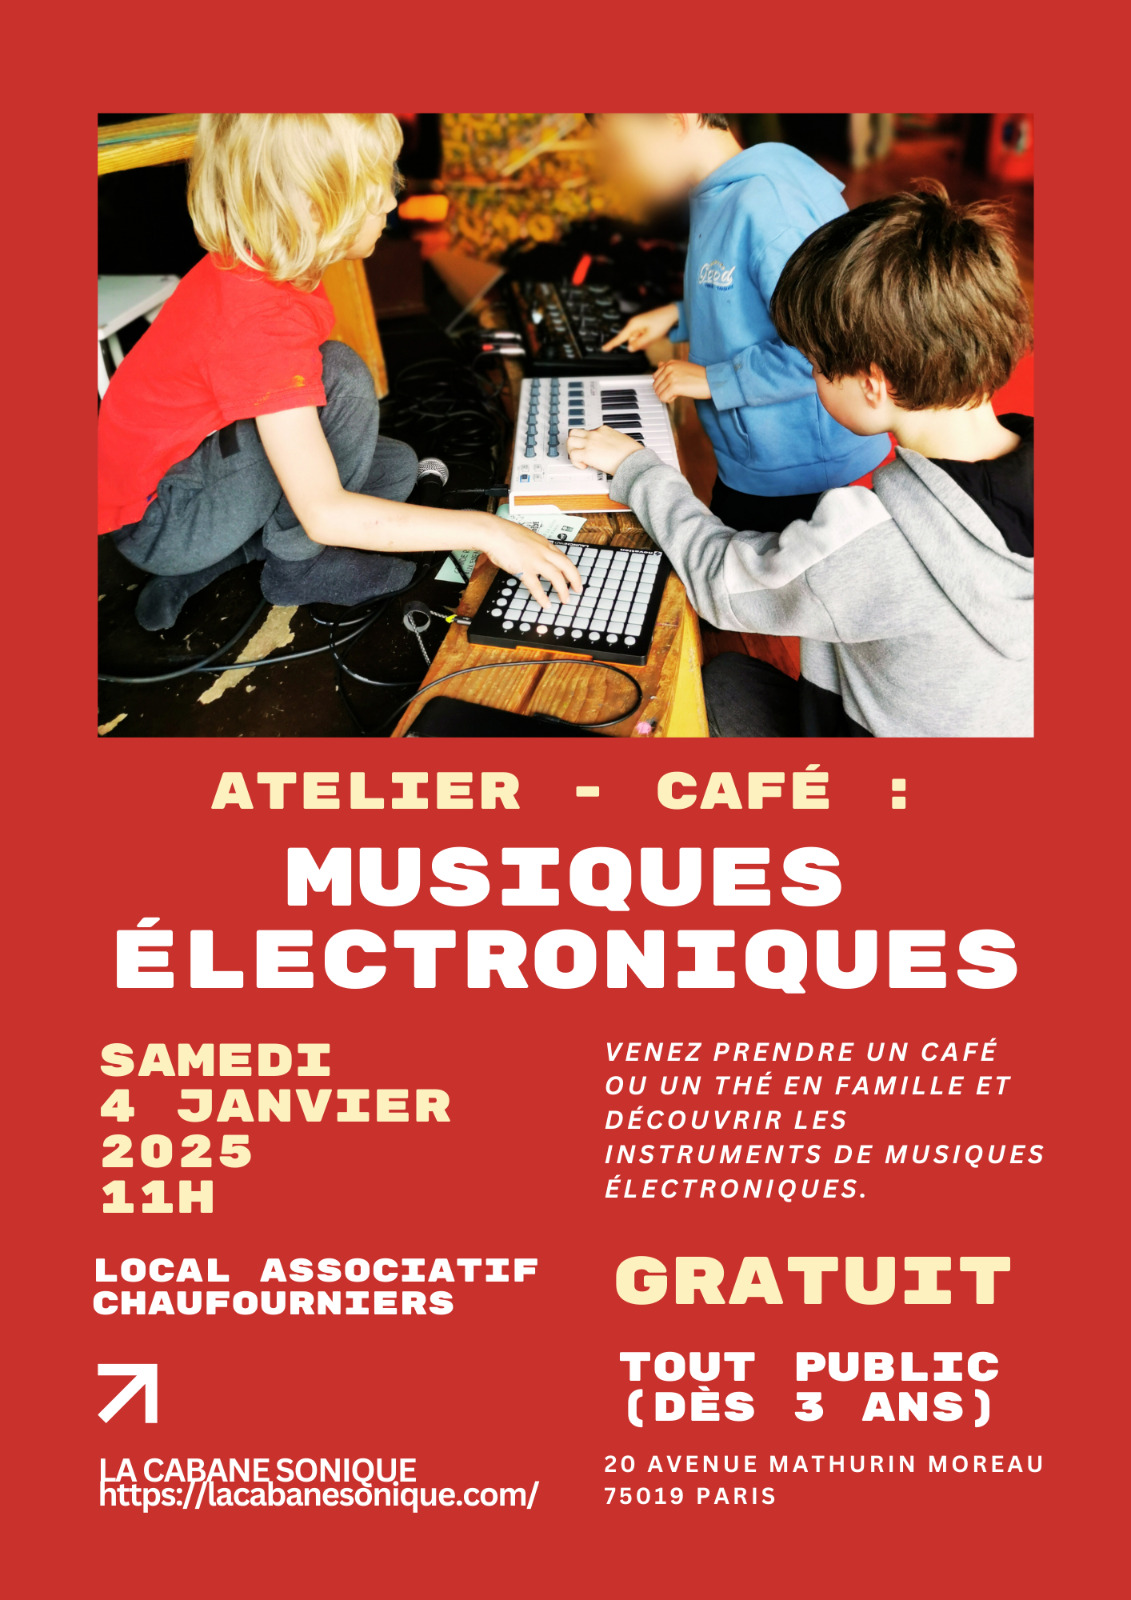 Good
ATELIER - CAFÉ :
MUSIQUES
ÉLECTRONIQUES
SAMEDI
4 JANVIER
2025
11H
VENEZ PRENDRE UN CAFÉ
OU UN THÉ EN FAMILLE ET
DÉCOUVRIR LES
INSTRUMENTS DE MUSIQUES
ÉLECTRONIQUES.
LOCAL ASSOCIATIF
CHAUFOURNIERS
GRATUIT
TOUT PUBLIC
(DÈS 3 ANS)
LA CABANE SONIQUE
https://lacabanesonique.com/
20 AVENUE MATHURIN MOREAU
75019 PARIS